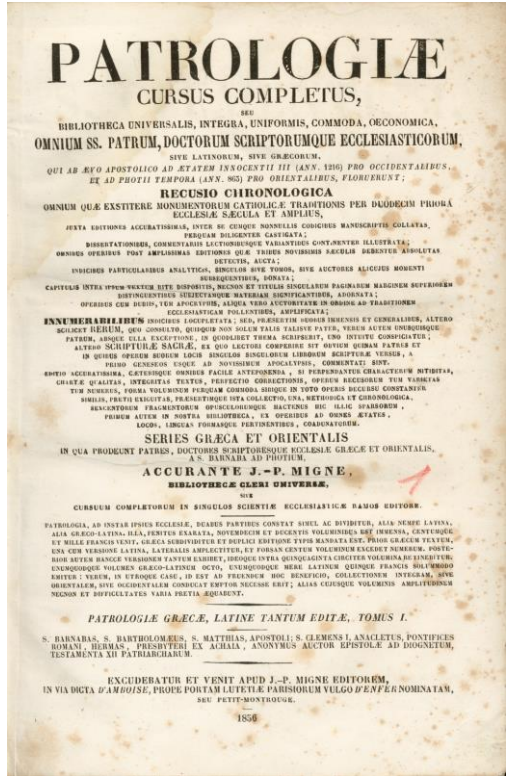 PATROLOGIÆ
CURSUS COMPLETUS,
SEU
BIBLIOTHECA UNIVERSALIS, INTEGRA, UNIFORMIS, COMMODA, OECONOMICA,
OMNIUM SS. PATRUM, DOCTORUM SCRIPTORUMQUE ECCLESIASTICORUM,
SIVE LATINORUM, SIVE GRÆCORUM,
QUI AB ÆVO APOSTOLICO AD ÆTATEM INNOCENTII III (ANN. 1216) PRO OCCIDENTALIBUS,
ET AD PHOTII TEMPORA (ANN. 863) PRO ORIENTALIBUS, FLORUERUNT;
RECUSIO CHRONOLOGICA
OMNIUM QUÆ EXSTITERE MONUMENTORUM CATHOLICÆ TRADITIONIS PER DUODECIM PRIORA
ECCLESIÆ SÆCULA ET AMPLIUS,
JUXTA EDITIONES ACCURATISSIMAS, INTER SE CUMQUE NONNULLIS CODICIBUS MANUSCRIPTIS COLLATAS,
PERQUAM DILIGENTER CASTIGATA;
DISSERTATIONIBUS, COMMENTARIIS LECTIONIBUSQUE VARIANTIBUS CONTINENTER ILLUSTRATA;
OMNIBUS OPERIBUS POST AMPLISSIMAS EDITIONES QUÆ TRIBUS NOVISSIMIS SÆCULIS DEBENTUR ABSOLUTAS
DETECTIS, AUCTA;
INDICIBUS PARTICULARIBUS ANALYTICIS, SINGULOS SIVE TOMOS, SIVE AUCTORES ALICUJUS MOMENTI
SUBSEQUENTIBUS, DONATA;
CAPITULIS INTRA IPSUM TEXTUM RITE DISPOSITIS, NECNON ET TITULIS SINGULARUM PAGINARUM MARGINEM SUPERIOREM
DISTINGUENTIBUS SUBJECTAMQUE MATERIAM SIGNIFICANTIBUS, ADORNATA;
OPERIBUS CUM DUBIIS, TUM APOCRYPHIS, ALIQUA VERO AUCTORITATE IN ORDINE AD TRADITIONEM
ECCLESIASTICAM POLLENTIBUS, AMPLIFICATA;
INNUMERABILIBUS INDICIBUS LOCUPLETATA; SED, PRÆSERTIM DUOBUS IMMENSIS ET GENERALIBUS, ALTERO
SCILICET RERUM, QUO CONSULTO, QUIDQUID NON SOLUM TALIS TALISVE PATER, VERUM AUTEM UNUSQUISQUE
PATRUM, ABSQUE ULLA EXCEPTIONE, IN QUODLIBET THEMA SCRIPSERIT, UNO INTUITU CONSPICIATUR;
ALTERO SCRIPTURÆ SACRÆ, EX QUO LECTORI COMPERIRE SIT OBVIUM QUINAM PATRES ET
IN QUIBUS OPERUM SUORUM LOCIS SINGULOS SINGULORUM LIBRORUM SCRIPTURÆ VERSUS, A
PRIMO GENESEOS USQUE AD NOVISSIMUM APOCALYPSIS, COMMENTATI SINT.
EDITIO ACCURATISSIMA, CÆTERISQUE OMNIBUS FACILE ANTEPONENDA, SI PERPENDANTUR CHARACTERUM NITIDITAS,
CHARTÆ QUALITAS, INTEGRITAS TEXTUS, PERFECTIO CORRECTIONIS, OPERUM RECUSORUM TUM VARIETAS
TUM NUMERUS, FORMA VOLUMINUM PERQUAM COMMODA SIBIQUE IN TOTO OPERIS DECURSU CONSTANTER
SIMILIS, PRETII EXIGUITAS, PRÆSERTIMQUE ISTA COLLECTIO, UNA, METHODICA ET CHRONOLOGICA,
SEXCENTORUM FRAGMENTORUM OPUSCULORUMQUE HACTENUS HIC ILLIC SPARSORUM,
PRIMUM AUTEM IN NOSTRA BIBLIOTHECA, EX OPERIBUS AD OMNES ÆTATES,
LOCOS, LINGUAS FORMASQUE PERTINENTIBUS, COADUNATORUM.
SERIES GRÆCA ET ORIENTALIS
IN QUA PRODEUNT PATRES, DOCTORES SCRIPTORESQUE ECCLESIÆ GRÆCÆ ET ORIENTALIS,
A S. BARNABA AD PHOTIUM,
ACCURANTE J.-P. MIGNE,
BIBLIOTHECÆ CLERI UNIVERSÆ,
SIVE
CURSUUM COMPLETORUM IN SINGULOS SCIENTIÆ ECCLESIASTICÆ RAMOS EDITORE.
PATROLOGIA, AD INSTAR IPSIUS ECCLESIÆ, DUABUS PARTIBUS CONSTAT SIMUL AC DIVIDITUR, ALIA NEMPE LATINA,
ALIA GRÆCO-LATINA. ILLA, PENITUS EXARATA, NOVEMDECIM ET DUCENTIS VOLUMINIBUS EST IMMENSA, CENTUMQUE
ET MILLE FRANCIS VENIT. GRÆCA SUBDIVIDITUR ET DUPLICI EDITIONE TYPIS MANDATA EST. PRIOR GRÆCUM TEXTUM,
UNA CUM VERSIONE LATINA, LATERALIS AMPLECTITUR, ET FORSAN CENTUM VOLUMINUM EXCEDET NUMERUM. POSTE-
RIOR AUTEM HANCCE VERSIONEM TANTUM EXHIBET, IDEOQUE INTRA QUINQUAGINTA CIRCITER VOLUMINA RETINEBITUR.
UNUMQUODQUE VOLUMEN GRÆCO-LATINUM OCTO, UNUMQUODQUE MERE LATINUM QUINQUE FRANCIS SOLUMMODO
EMITUR: VERUM, IN UTROQUE CASU, ID EST AD FRUENDUM HOC BENEFICIO, COLLECTIONEM INTEGRAM, SIVE
ORIENTALEM, SIVE OCCIDENTALEM CONDUCAT EMPTOR NECESSE ERIT; ALIAS CUJUSQUE VOLUMINIS AMPLITUDINEM
NECNON ET DIFFICULTATES VARIA PRETIA ÆQUABUNT.
PATROLOGIÆ GRÆCÆ, LATINE TANTUM EDITÆ, TOMUS I.
S. BARNABAS, S. BARTHOLOMÆUS, S. MATTHIAS, APOSTOLI; S. CLEMENS I, ANACLETUS, PONTIFICES
ROMANI, HERMAS, PRESBYTERI EX ACHAIA, ANONYMUS AUCTOR EPISTOLÆ AD DIOGNETUM,
TESTAMENTA XII PATRIARCHARUM.
EXCUDEBATUR ET VENIT APUD J.-P. MIGNE EDITOREM,
IN VIA DICTA D'AMBOISE, PROPE PORTAM LUTETIÆ PARISIORUM VULGO D'ENFER NOMINATAM,
SEU PETIT-MONTROUGE.
1856
1